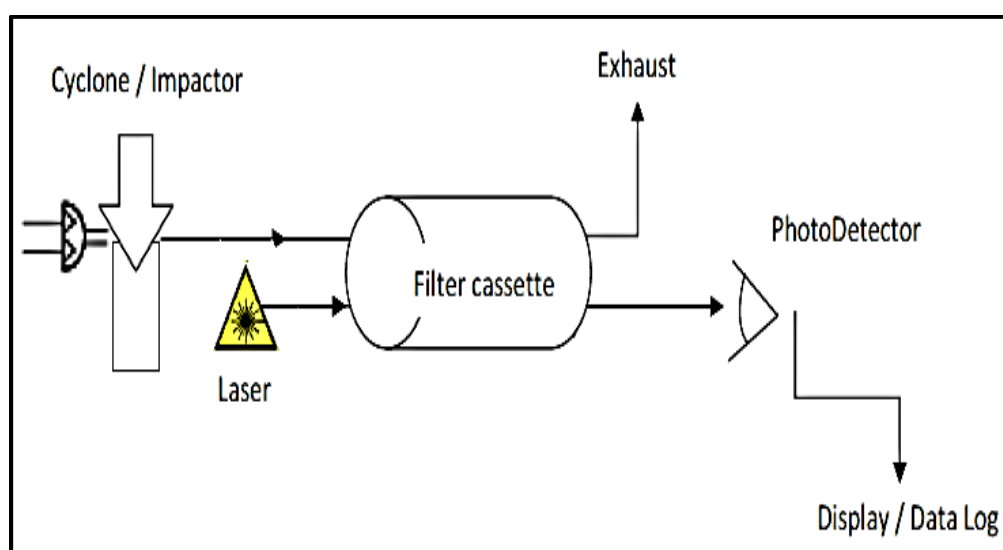 Cyclone / Impactor
Exhaust
PhotoDetector
Filter cassette
Laser
Display / Data Log